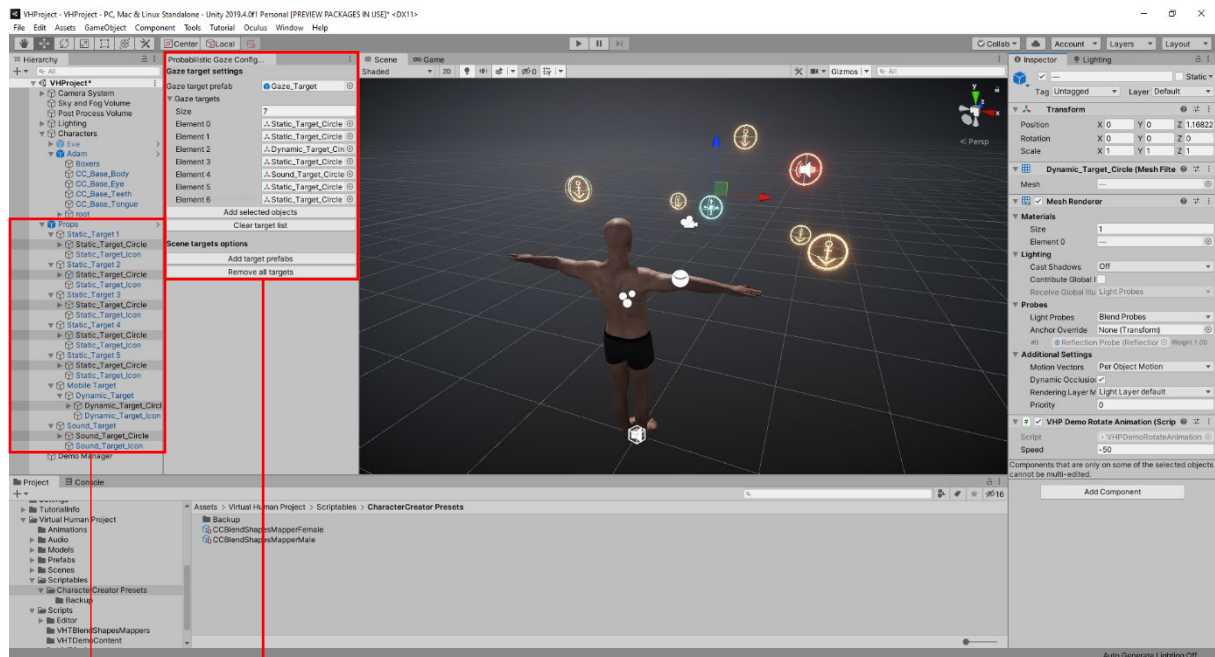 VHProject - VHProject - PC, Mac & Linux Standalone - Unity 2019.4.0f1 Personal [PREVIEW PACKAGES IN USE]* <DX11>
File Edit Assets GameObject Component Tools Tutorial Oculus Window Help
Center Local
Collab Account Layers Layout
Hierarchy
All
VHProject*
Camera System
Sky and Fog Volume
Post Process Volume
Lighting
Characters
Eve
Adam
Boxers
CC_Base_Body
CC_Base_Eye
CC_Base_Teeth
CC_Base_Tongue
root
Props
Static_Target 1
Static_Target_Circle
Static_Target_Icon
Static_Target 2
Static_Target_Circle
Static_Target_Icon
Static_Target 3
Static_Target_Circle
Static_Target_Icon
Static_Target 4
Static_Target_Circle
Static_Target_Icon
Static_Target 5
Static_Target_Circle
Static_Target_Icon
Mobile Target
Dynamic_Target
Dynamic_Target_Circl
Dynamic_Target_Icon
Sound_Target
Sound_Target_Circle
Sound_Target_Icon
Demo Manager
Probabilistic Gaze Config...
Gaze target settings
Gaze target prefab Gaze_Target
Gaze targets
Size 7
Element 0 Static_Target_Circle
Element 1 Static_Target_Circle
Element 2 Dynamic_Target_Circ
Element 3 Static_Target_Circle
Element 4 Sound_Target_Circle
Element 5 Static_Target_Circle
Element 6 Static_Target_Circle
Add selected objects
Clear target list
Scene targets options
Add target prefabs
Remove all targets
Scene Game
Shaded 2D 0 Gizmos All
y
z
x
Persp
Inspector Lighting
— Static
Tag Untagged Layer Default
Transform
Position X 0 Y 0 Z 1.16822
Rotation X 0 Y 0 Z 0
Scale X 1 Y 1 Z 1
Dynamic_Target_Circle (Mesh Filte
Mesh —
Mesh Renderer
Materials
Size 1
Element 0 —
Lighting
Cast Shadows Off
Contribute Global I
Receive Global Illu Light Probes
Probes
Light Probes Blend Probes
Anchor Override None (Transform)
#0 Reflection Probe (Reflection Weight 1.00
Additional Settings
Motion Vectors Per Object Motion
Dynamic Occlusion
Rendering Layer M Light Layer default
Priority 0
VHP Demo Rotate Animation (Scrip
Script VHPDemoRotateAnimation
Speed -50
Components that are only on some of the selected objects
cannot be multi-edited.
Add Component
Project Console
16
TutorialInfo
Virtual Human Project
Animations
Audio
Models
Prefabs
Scenes
Scriptables
CharacterCreator Presets
Backup
Scripts
Editor
VHTBlendShapesMappers
VHTDemoContent
Assets > Virtual Human Project > Scriptables > CharacterCreator Presets
Backup
CCBlendShapesMapperFemale
CCBlendShapesMapperMale
Auto Generate Lighting Off